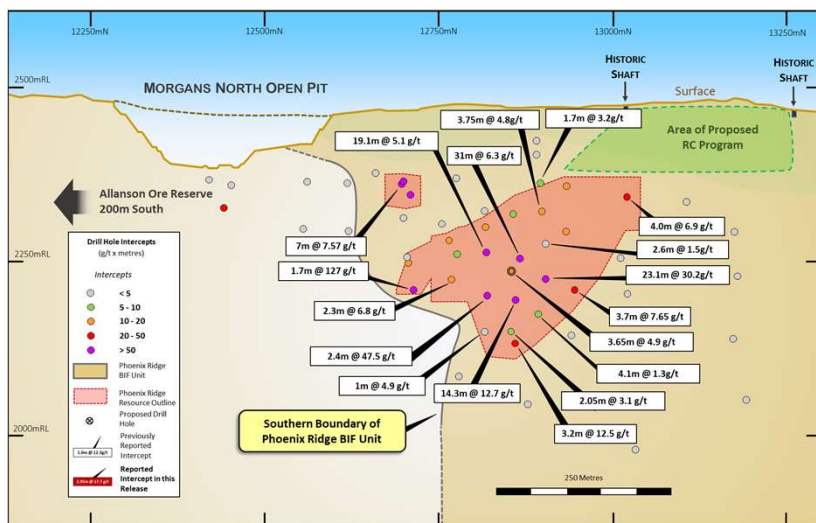 12250mN
12500mN
12750mN
13000mN
13250mN
HISTORIC
SHAFT
HISTORIC
SHAFT
2500mRL
MORGANS NORTH OPEN PIT
Surface
3.75m @ 4.8g/t
1.7m @ 3.2g/t
19.1m @ 5.1 g/t
31m @ 6.3 g/t
Area of Proposed
RC Program
Allanson Ore Reserve
200m South
4.0m @ 6.9 g/t
7m @ 7.57 g/t
2.6m @ 1.5g/t
2250mRL
1.7m @ 127 g/t
23.1m @ 30.2g/t
2.3m @ 6.8 g/t
3.7m @ 7.65 g/t
3.65m @ 4.9 g/t
2.4m @ 47.5 g/t
4.1m @ 1.3g/t
1m @ 4.9 g/t
14.3m @ 12.7 g/t
2.05m @ 3.1 g/t
3.2m @ 12.5 g/t
Southern Boundary of
Phoenix Ridge BIF Unit
2000mRL
250 Metres
Drill Hole Intercepts
(g/t x metres)
Intercepts
< 5
5 - 10
10 - 20
20 - 50
> 50
Phoenix Ridge
BIF Unit
Phoenix Ridge
Resource Outline
Proposed Drill
Hole
Previously
Reported
Intercept
Reported
Intercept in this
Release